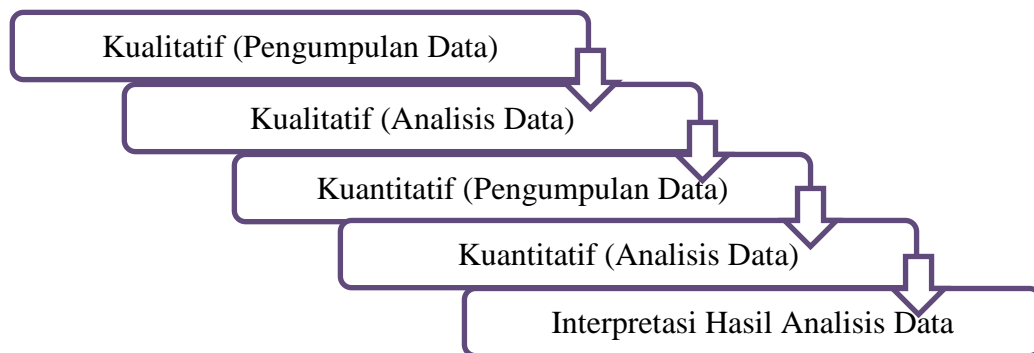 Kualitatif (Pengumpulan Data)
Kualitatif (Analisis Data)
Kuantitatif (Pengumpulan Data)
Kuantitatif (Analisis Data)
Interpretasi Hasil Analisis Data